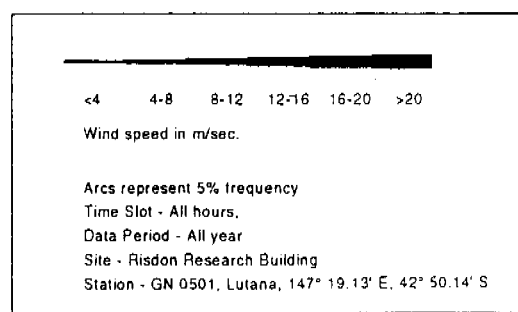 <4 4-8 8-12 12-16 16-20 >20
Wind speed in m/sec.
Arcs represent 5% frequency
Time Slot - All hours,
Data Period - All year
Site - Risdon Research Building
Station - GN 0501, Lutana, 147° 19.13' E, 42° 50.14' S